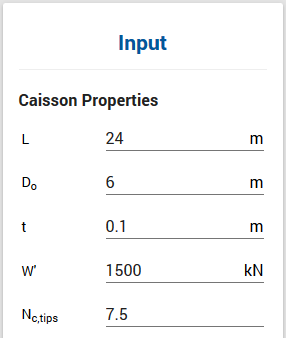 Input
Caisson Properties
L 24 m
Do 6 m
t 0.1 m
W' 1500 kN
Nc,tips 7.5